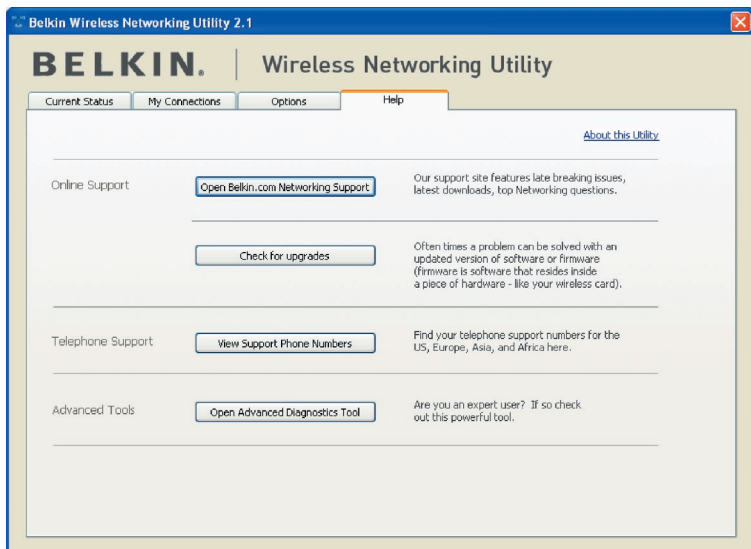 Belkin Wireless Networking Utility 2.1
BELKIN. | Wireless Networking Utility
Current Status
My Connections
Options
Help
About this Utility
Online Support
Open Belkin.com Networking Support
Our support site features late breaking issues,
latest downloads, top Networking questions.
Check for upgrades
Often times a problem can be solved with an
updated version of software or firmware
(firmware is software that resides inside
a piece of hardware - like your wireless card).
Telephone Support
View Support Phone Numbers
Find your telephone support numbers for the
US, Europe, Asia, and Africa here.
Advanced Tools
Open Advanced Diagnostics Tool
Are you an expert user? If so check
out this powerful tool.